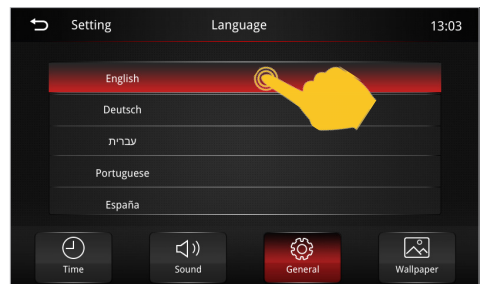 Setting Language 13:03
English
Deutsch
עברית
Portuguese
España
Time Sound General Wallpaper